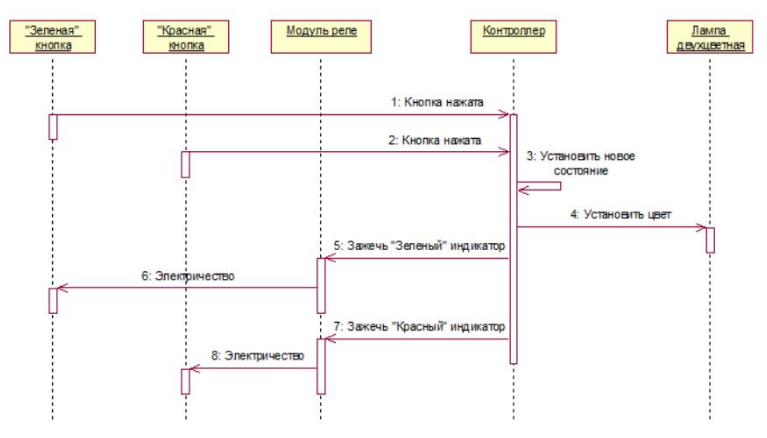 "Зеленая"
кнопка
"Красная"
кнопка
Модуль реле
Контроллер
Лампа
двухцветная
1: Кнопка нажата
2: Кнопка нажата
3: Установить новое
состояние
4: Установить цвет
5: Зажечь "Зеленый" индикатор
6: Электричество
7: Зажечь "Красный" индикатор
8: Электричество